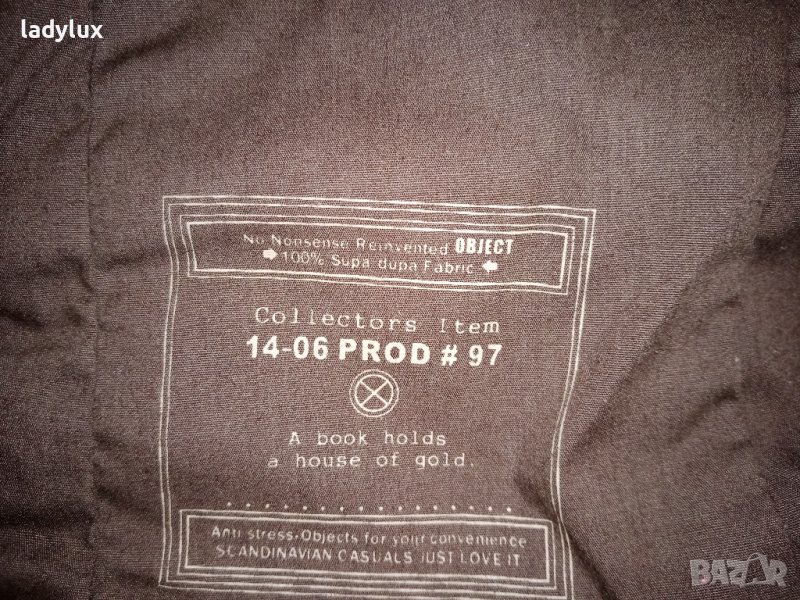 ladylux
No Nonsense Reinvented OBJECT
100% Supa dupa Fabric
Collectors Item
14-06 PROD # 97
A book holds
a house of gold.
Anti stress-Objects for your convenience
SCANDINAVIAN CASUALS JUST LOVE IT
BAZAR